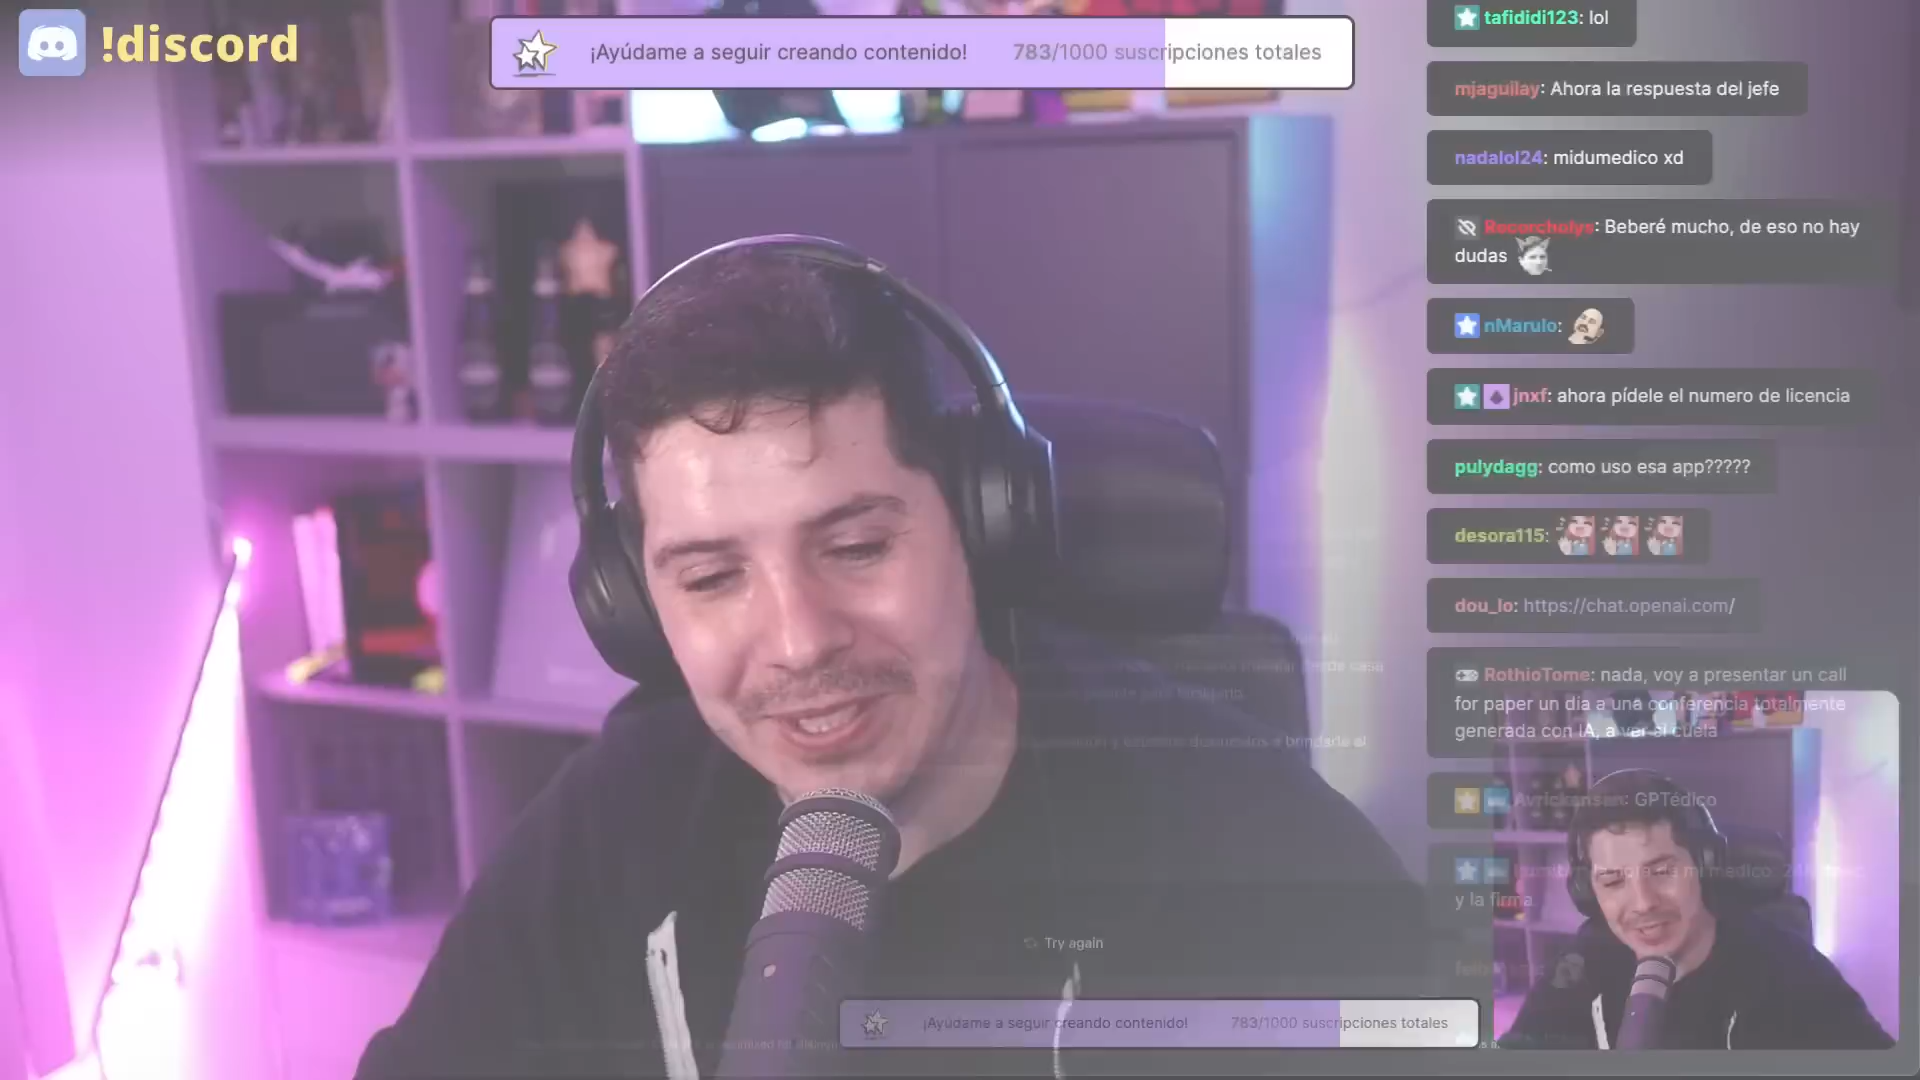 !discord
¡Ayúdame a seguir creando contenido! 783/1000 suscripciones totales
tafididi123: lol
mjaguilay: Ahora la respuesta del jefe
nadalol24: midumedico xd
Recorcholys: Beberé mucho, de eso no hay
dudas
nMarulo:
jnxf: ahora pídele el numero de licencia
pulydagg: como uso esa app?????
desora115:
dou_lo: https://chat.openai.com/
RothioTome: nada, voy a presentar un call
for paper un dia a una conferencia totalmente
generada con IA, a ver si cuela
Avrickensen: GPTédico
mi medico:
y la firma
Try again
¡Ayúdame a seguir creando contenido! 783/1000 suscripciones totales